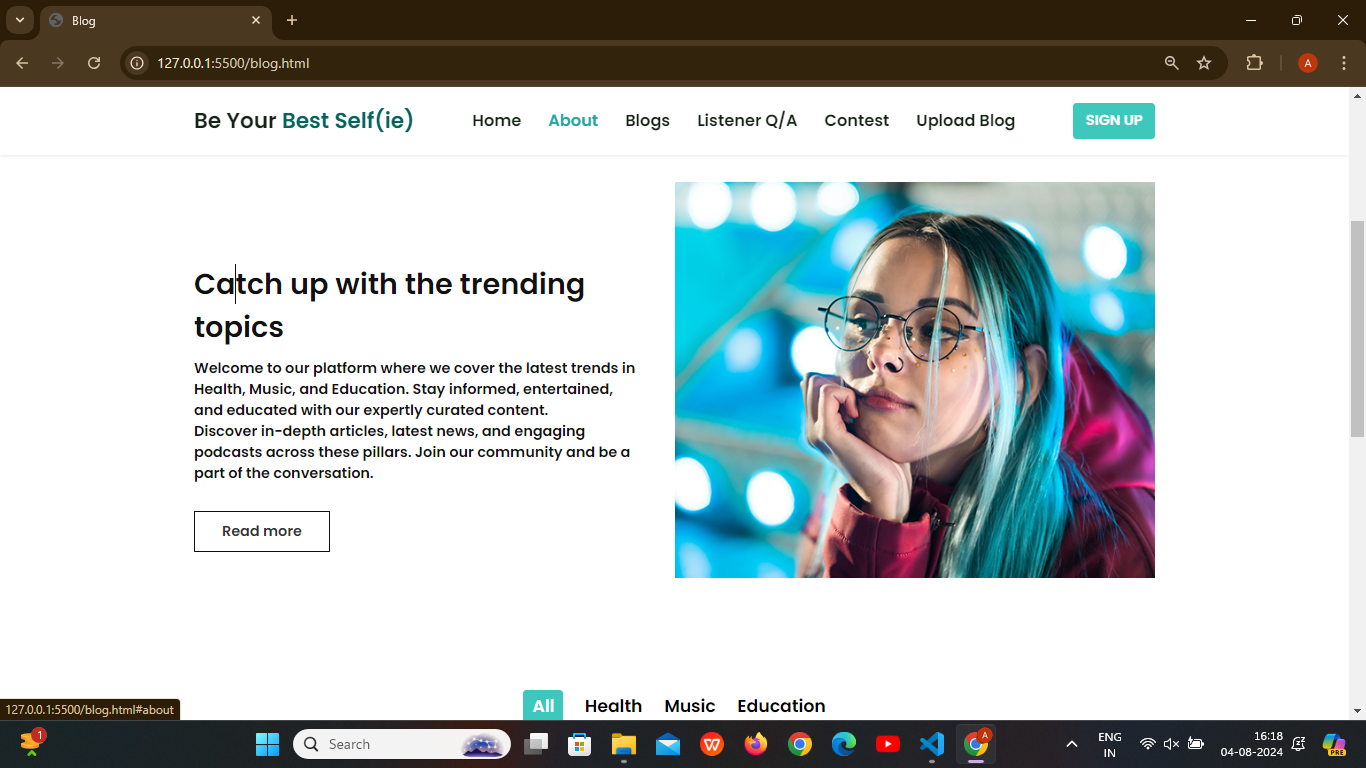 Blog
127.0.0.1:5500/blog.html
A
Be Your Best Self(ie)
Home About Blogs Listener Q/A Contest Upload Blog
SIGN UP
Catch up with the trending
topics
Welcome to our platform where we cover the latest trends in
Health, Music, and Education. Stay informed, entertained,
and educated with our expertly curated content.
Discover in-depth articles, latest news, and engaging
podcasts across these pillars. Join our community and be a
part of the conversation.
Read more
All Health Music Education
127.0.0.1:5500/blog.html#about
1
Search
W
A
ENG
IN
16:18
04-08-2024
PRE